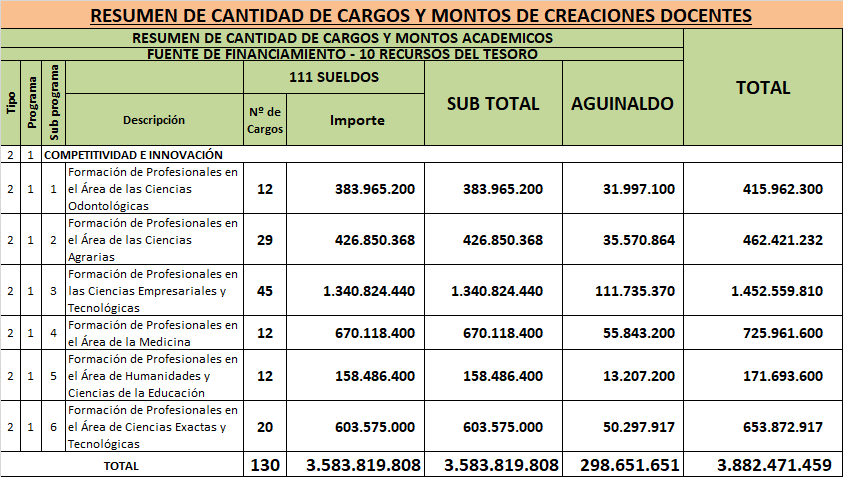 RESUMEN DE CANTIDAD DE CARGOS Y MONTOS DE CREACIONES DOCENTES
RESUMEN DE CANTIDAD DE CARGOS Y MONTOS ACADEMICOS
FUENTE DE FINANCIAMIENTO - 10 RECURSOS DEL TESORO
Tipo
Programa
Sub programa
Descripción
111 SUELDOS
Nº de
Cargos
Importe
SUB TOTAL
AGUINALDO
TOTAL
2 1 COMPETITIVIDAD E INNOVACIÓN
Formación de Profesionales en
2 1 1 el Área de las Ciencias 12 383.965.200 383.965.200 31.997.100 415.962.300
Odontológicas
Formación de Profesionales en
2 1 2 el Área de las Ciencias 29 426.850.368 426.850.368 35.570.864 462.421.232
Agrarias
Formación de Profesionales en
2 1 3 las Ciencias Empresariales y 45 1.340.824.440 1.340.824.440 111.735.370 1.452.559.810
Tecnológicas
Formación de Profesionales en
2 1 4 el Área de la Medicina 12 670.118.400 670.118.400 55.843.200 725.961.600
Formación de Profesionales en
2 1 5 el Área de Humanidades y 12 158.486.400 158.486.400 13.207.200 171.693.600
Ciencias de la Educación
Formación de Profesionales en
2 1 6 el Área de Ciencias Exactas y 20 603.575.000 603.575.000 50.297.917 653.872.917
Tecnológicas
TOTAL 130 3.583.819.808 3.583.819.808 298.651.651 3.882.471.459